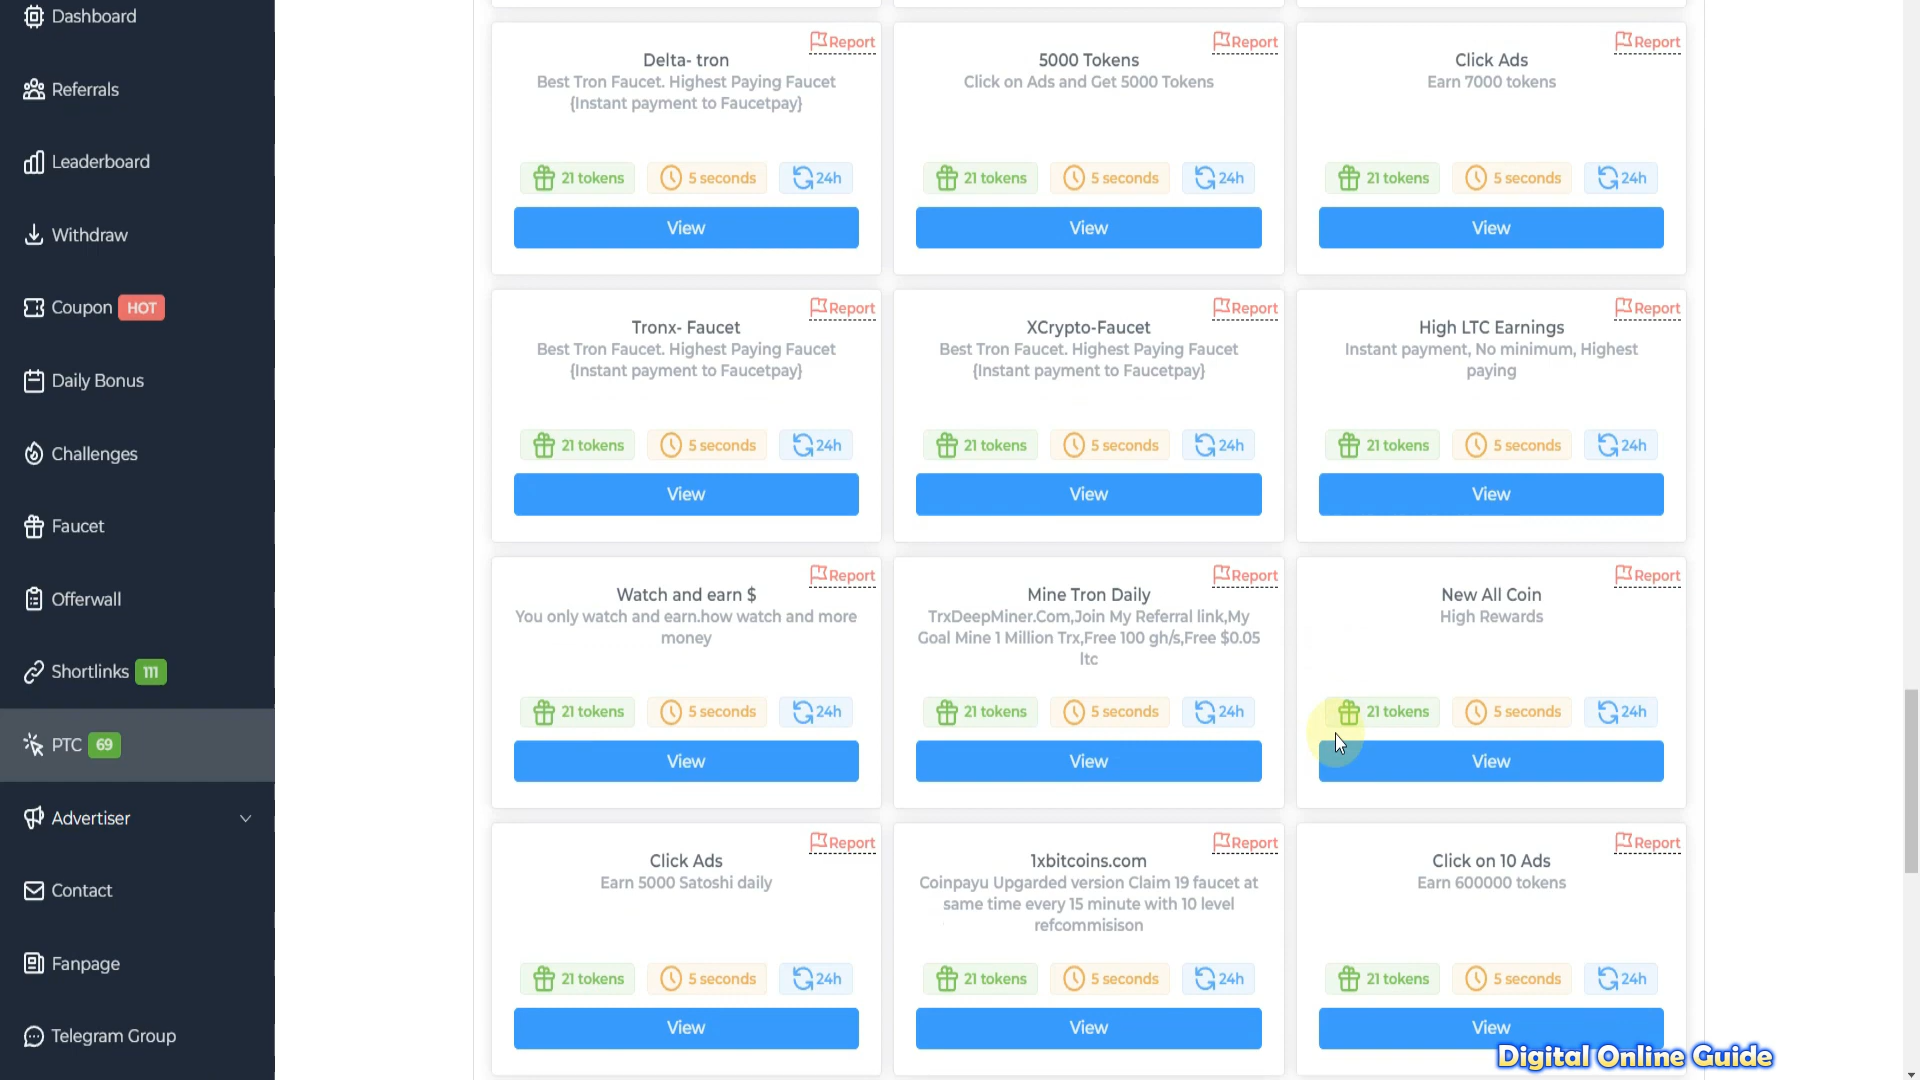 Dashboard
Referrals
Leaderboard
Withdraw
Coupon HOT
Daily Bonus
Challenges
Faucet
Offerwall
Shortlinks 111
PTC 69
Advertiser
Contact
Fanpage
Telegram Group
Report
Delta- tron
Best Tron Faucet. Highest Paying Faucet
{Instant payment to Faucetpay}
21 tokens 5 seconds 24h
View
Report
5000 Tokens
Click on Ads and Get 5000 Tokens
21 tokens 5 seconds 24h
View
Report
Click Ads
Earn 7000 tokens
21 tokens 5 seconds 24h
View
Report
Tronx- Faucet
Best Tron Faucet. Highest Paying Faucet
{Instant payment to Faucetpay}
21 tokens 5 seconds 24h
View
Report
XCrypto-Faucet
Best Tron Faucet. Highest Paying Faucet
{Instant payment to Faucetpay}
21 tokens 5 seconds 24h
View
Report
High LTC Earnings
Instant payment, No minimum, Highest
paying
21 tokens 5 seconds 24h
View
Report
Watch and earn $
You only watch and earn.how watch and more
money
21 tokens 5 seconds 24h
View
Report
Mine Tron Daily
TrxDeepMiner.Com,Join My Referral link,My
Goal Mine 1 Million Trx,Free 100 gh/s,Free $0.05
ltc
21 tokens 5 seconds 24h
View
Report
New All Coin
High Rewards
21 tokens 5 seconds 24h
View
Report
Click Ads
Earn 5000 Satoshi daily
21 tokens 5 seconds 24h
View
Report
1xbitcoins.com
Coinpayu Upgarded version Claim 19 faucet at
same time every 15 minute with 10 level
refcommisison
21 tokens 5 seconds 24h
View
Report
Click on 10 Ads
Earn 600000 tokens
21 tokens 5 seconds 24h
View
Digital Online Guide